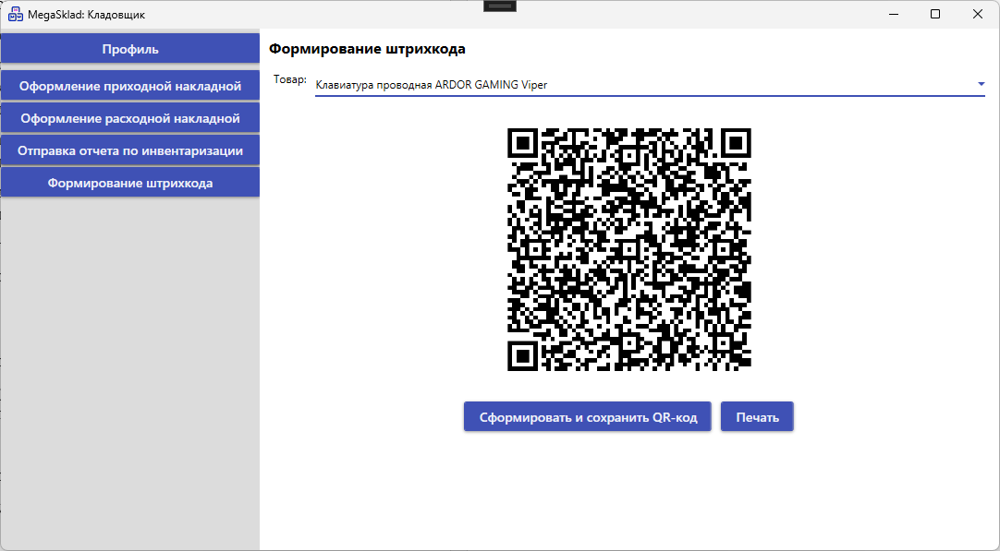 MegaSklad: Кладовщик
Профиль
Оформление приходной накладной
Оформление расходной накладной
Отправка отчета по инвентаризации
Формирование штрихкода
Формирование штрихкода
Товар:
Клавиатура проводная ARDOR GAMING Viper
Сформировать и сохранить QR-код
Печать